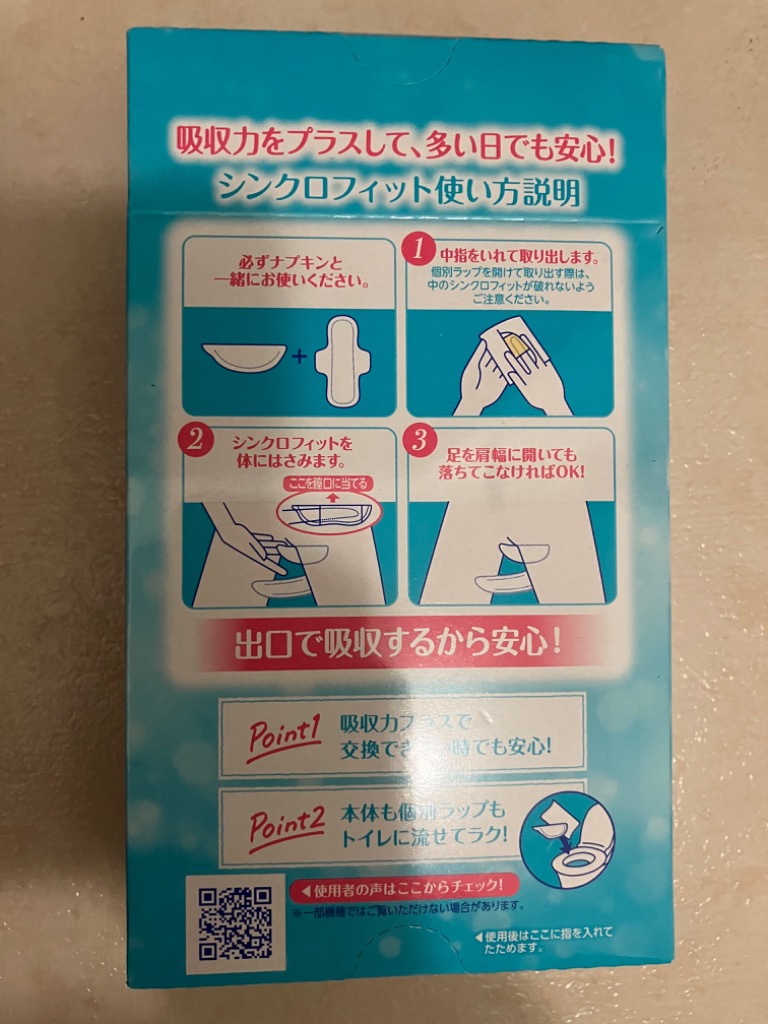 吸収力をプラスして、多い日でも安心!
シンクロフィット使い方説明
必ずナプキンと
一緒にお使いください。
+
1 中指をいれて取り出します。
個別ラップを開けて取り出す際は、
中のシンクロフィットが破れないよう
ご注意ください。
2 シンクロフィットを
体にはさみます。
ここを膣口に当てる
3 足を肩幅に開いても
落ちてこなければOK!
出口で吸収するから安心!
Point1 吸収力プラスで
交換でき 時でも安心!
Point2 本体も個別ラップも
トイレに流せてラク!
◀使用者の声はここからチェック!
※一部機種ではご覧いただけない場合があります。
◀使用後はここに指を入れて
たためます。